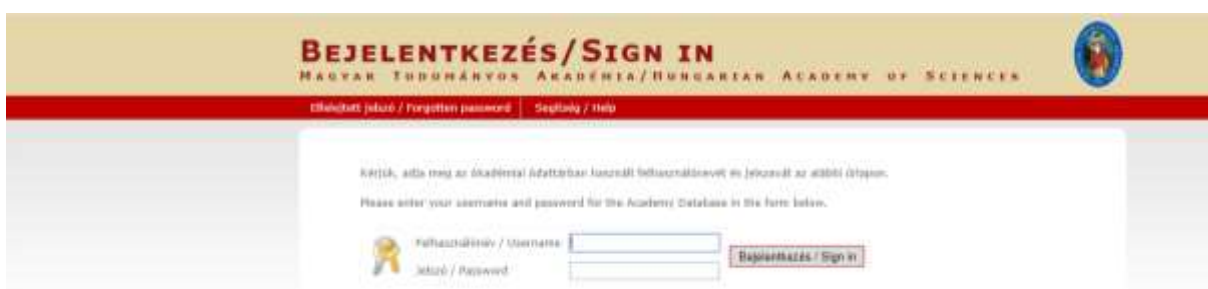 BEJELENTKEZÉS/SIGN IN
MAGYAR TUDOMÁNYOS AKADÉMIA/HUNGARIAN ACADEMY OF SCIENCES
Elfelejtett jelszó / Forgotten password Segítség / Help
Kérjük, adja meg az Akadémiai Adattárban használt felhasználónevét és jelszavát az alábbi űrlapon.
Please enter your username and password for the Academy Database in the form below.
Felhasználónév / Username
Jelszó / Password
Bejelentkezés / Sign in